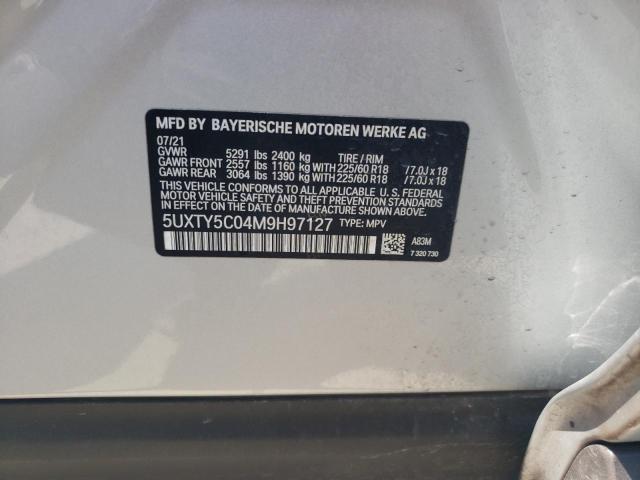 MFD BY BAYERISCHE MOTOREN WERKE AG
07/21
GVWR 5291 lbs 2400 kg TIRE / RIM
GAWR FRONT 2557 lbs 1160 kg 225/60 R18 /7.0J x 18
GAWR REAR 3064 lbs 1390 kg 225/60 R18 /7.0J x 18
THIS VEHICLE CONFORMS TO ALL APPLICABLE U.S. FEDERAL
MOTOR VEHICLE SAFETY AND THEFT PREVENTION STANDARDS
IN EFFECT ON THE DATE OF MANUFACTURE SHOWN ABOVE.
5UXTY5C04M9H97127 TYPE: MPV
A83M
7 320 730